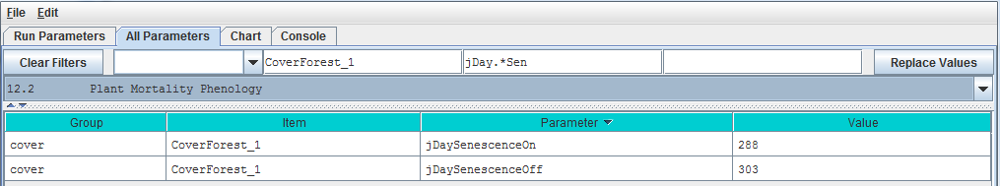 File Edit
Run Parameters All Parameters Chart Console
Clear Filters CoverForest_1 jDay.*Sen Replace Values
12.2 Plant Mortality Phenology
Group Item Parameter Value
cover CoverForest_1 jDaySenescenceOn 288
cover CoverForest_1 jDaySenescenceOff 303